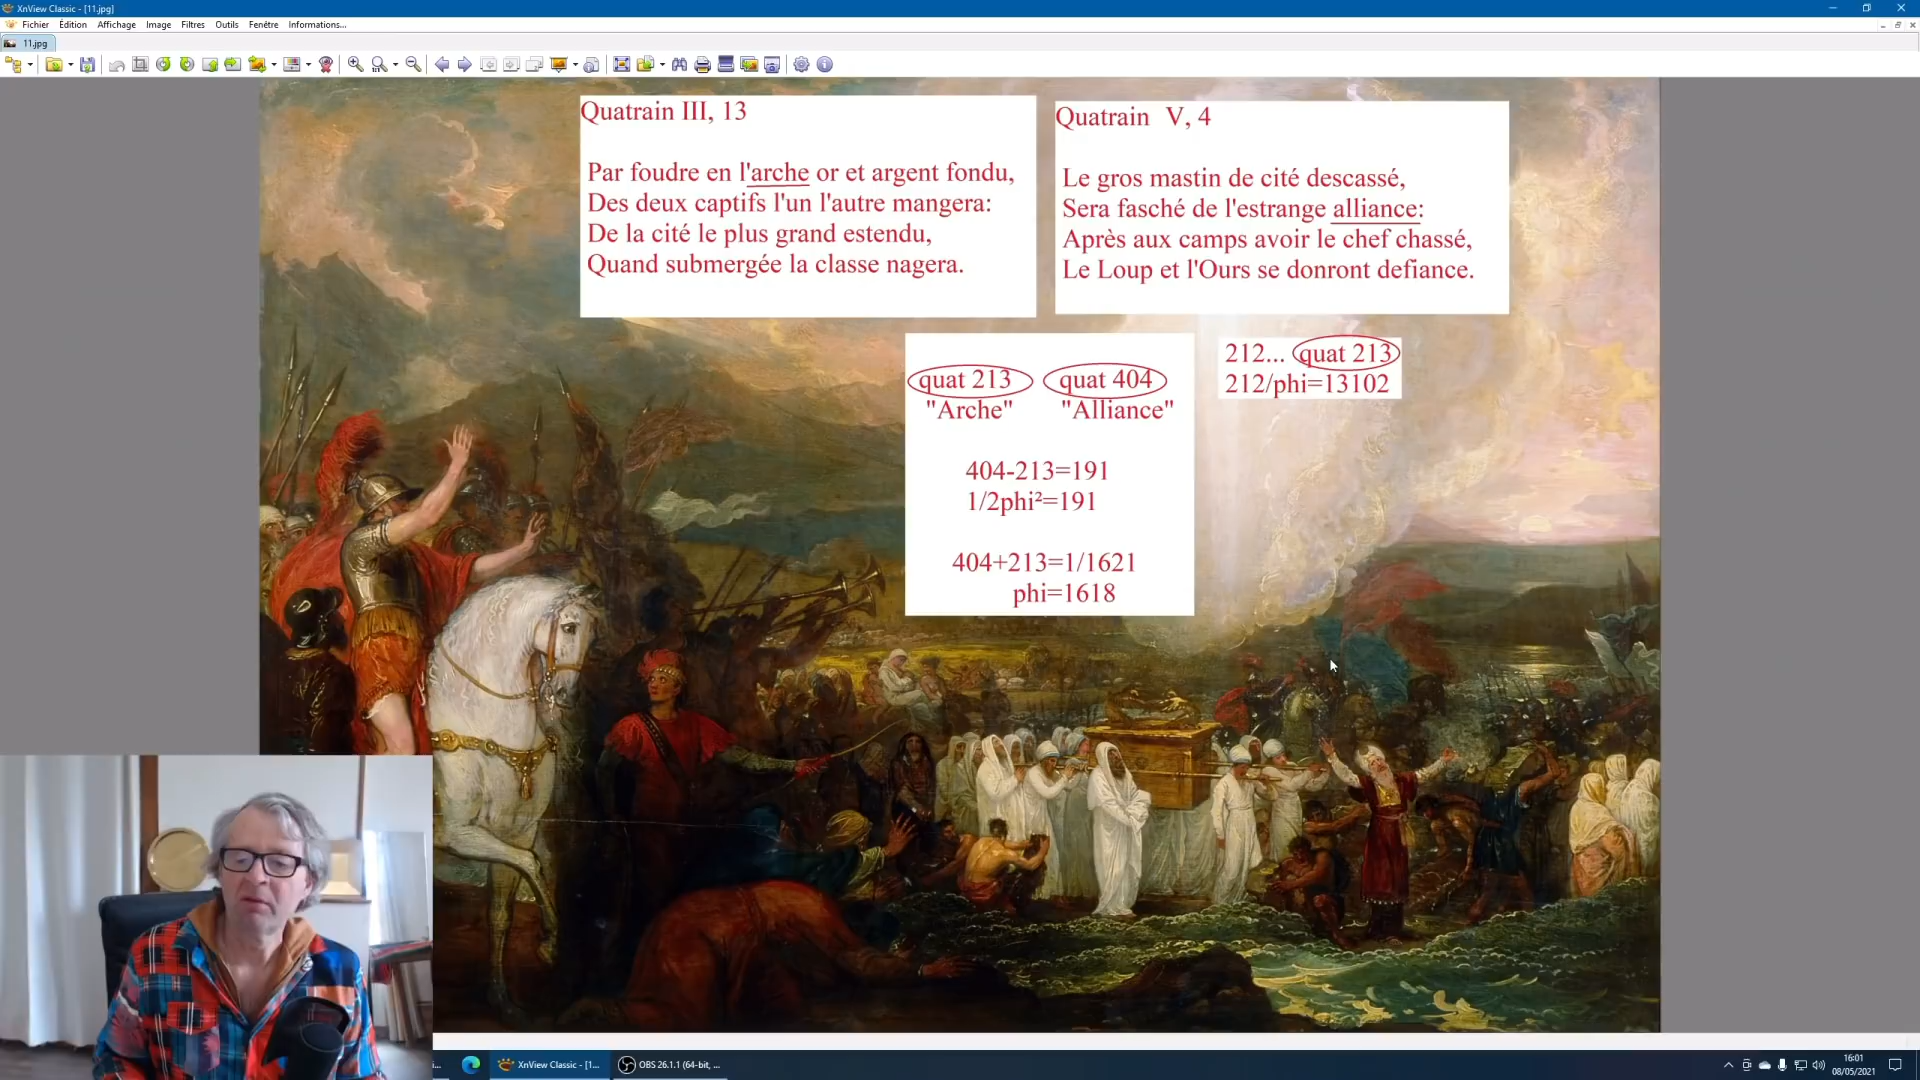 XnView Classic - [11.jpg]
Fichier Édition Affichage Image Filtres Outils Fenêtre Informations...
11.jpg
Quatrain III, 13
Par foudre en l'arche or et argent fondu,
Des deux captifs l'un l'autre mangera:
De la cité le plus grand estendu,
Quand submergée la classe nagera.
Quatrain V, 4
Le gros mastin de cité descassé,
Sera fasché de l'estrange alliance:
Après aux camps avoir le chef chassé,
Le Loup et l'Ours se donront defiance.
quat 213 quat 404
"Arche" "Alliance"
404-213=191
1/2phi²=191
404+213=1/1621
phi=1618
212... quat 213
212/phi=13102
XnView Classic - [1...
OBS 26.1.1 (64-bit, ...
16:01
08/05/2021